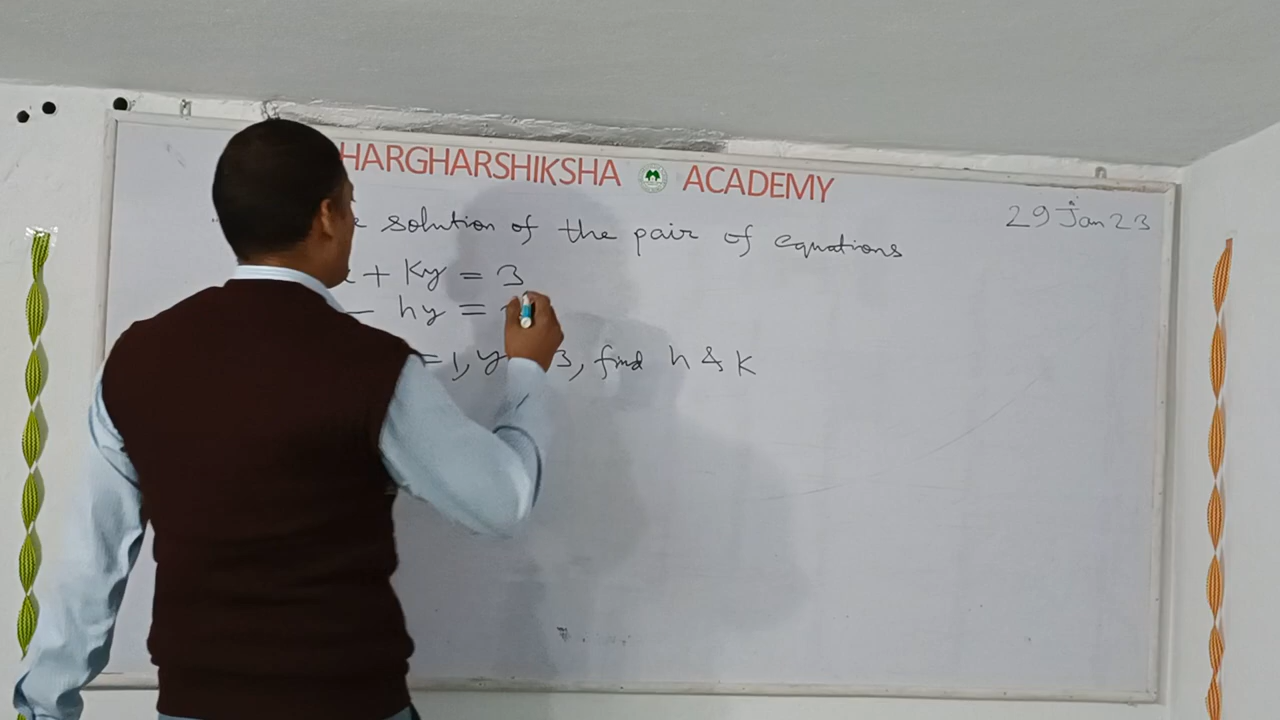 HARGHARSHIKSHA ACADEMY
29 Jan 23
solution of the pair of equations
+ Ky = 3
- hy =
= 1, y 3, find h & K